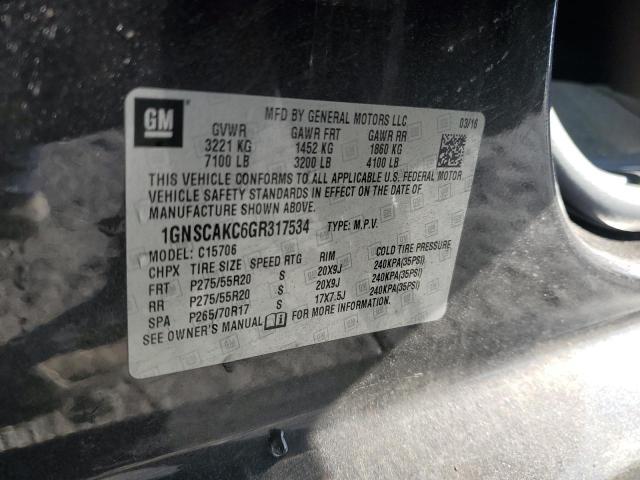 GM
MFD BY GENERAL MOTORS LLC
03/16
GVWR GAWR FRT GAWR RR
3221 KG 1452 KG 1860 KG
7100 LB 3200 LB 4100 LB
THIS VEHICLE CONFORMS TO ALL APPLICABLE U.S. FEDERAL MOTOR
VEHICLE SAFETY STANDARDS IN EFFECT ON THE DATE OF
MANUFACTURE SHOWN ABOVE.
1GNSCAKC6GR317534 TYPE: M.P.V.
MODEL: C15706
CHPX TIRE SIZE SPEED RTG RIM COLD TIRE PRESSURE
FRT P275/55R20 S 20X9J 240KPA(35PSI)
RR P275/55R20 S 20X9J 240KPA(35PSI)
SPA P265/70R17 S 17X7.5J 240KPA(35PSI)
SEE OWNER'S MANUAL FOR MORE INFORMATION.